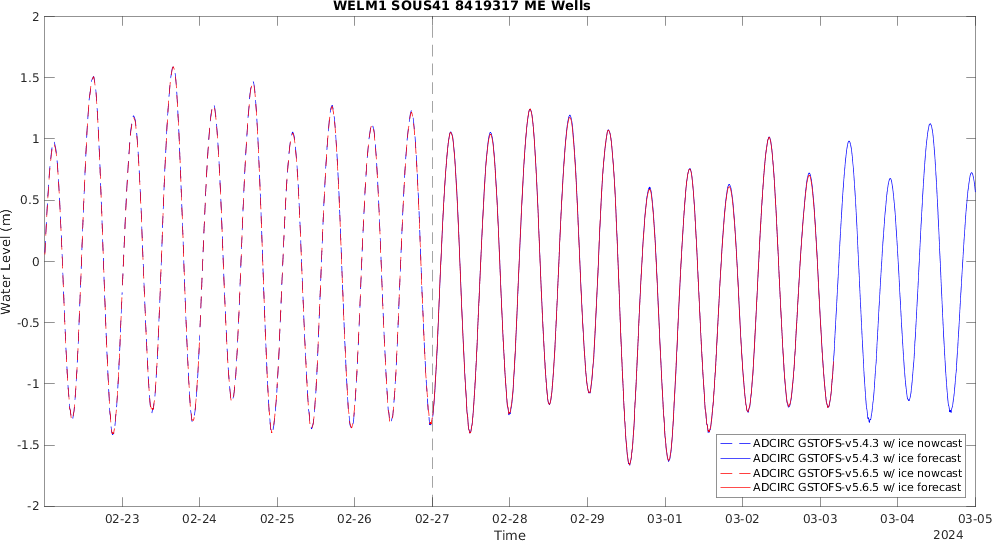 WELM1 SOUS41 8419317 ME Wells
2
1.5
1
0.5
0
-0.5
-1
-1.5
-2
Water Level (m)
ADCIRC GSTOFS-v5.4.3 w/ ice nowcast
ADCIRC GSTOFS-v5.4.3 w/ ice forecast
ADCIRC GSTOFS-v5.6.5 w/ ice nowcast
ADCIRC GSTOFS-v5.6.5 w/ ice forecast
02-23 02-24 02-25 02-26 02-27 02-28 02-29 03-01 03-02 03-03 03-04 03-05
Time
2024